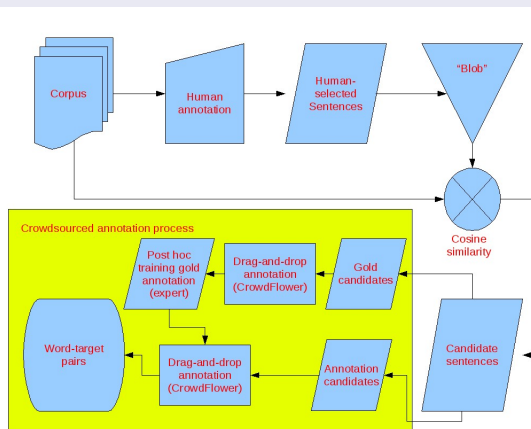 Corpus
Human
annotation
Human-
selected
Sentences
“Blob”
Cosine
similarity
Crowdsourced annotation process
Post hoc
training gold
annotation
(expert)
Drag-and-drop
annotation
(CrowdFlower)
Gold
candidates
Word-target
pairs
Drag-and-drop
annotation
(CrowdFlower)
Annotation
candidates
Candidate
sentences